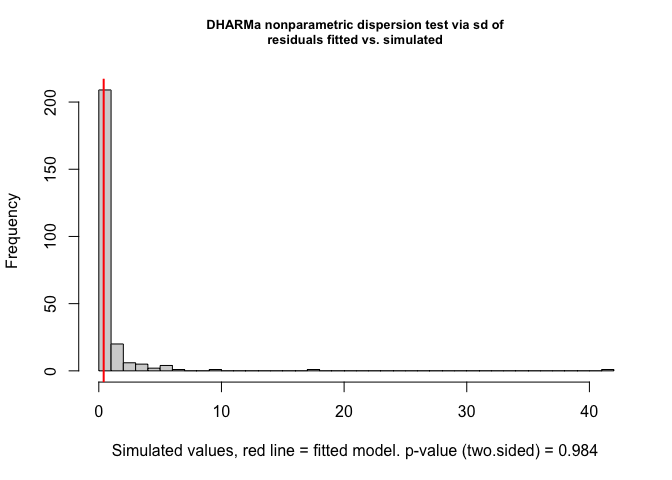 DHARMa nonparametric dispersion test via sd of
residuals fitted vs. simulated
Frequency
200
150
100
50
0
0 10 20 30 40
Simulated values, red line = fitted model. p-value (two.sided) = 0.984